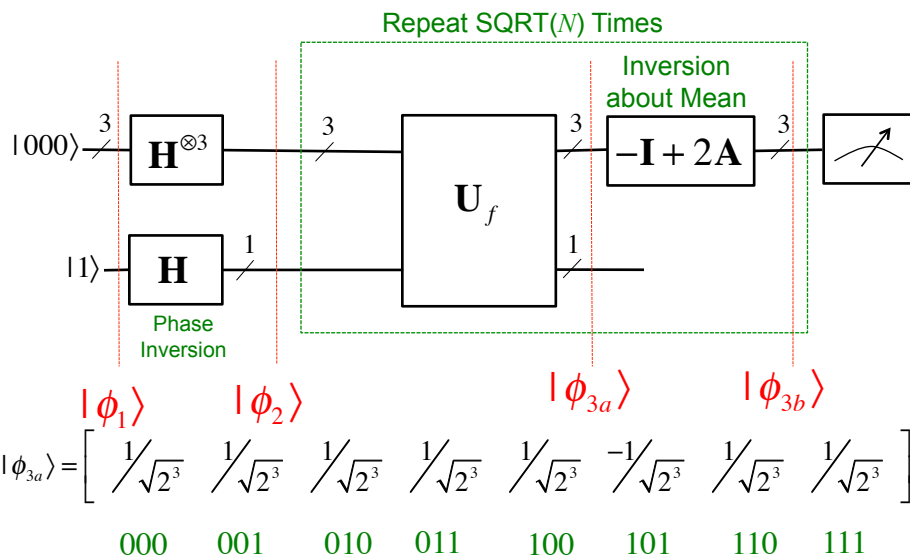 Repeat SQRT(N) Times
Inversion
about Mean
3 3 3
|000⟩ H⊗3 −I + 2A
U_f
1 1
|1⟩ H
Phase
Inversion
|ϕ₁⟩ |ϕ₂⟩ |ϕ₃ₐ⟩ |ϕ_{3b}⟩
|ϕ₃ₐ⟩ = [ 1/√2³ 1/√2³ 1/√2³ 1/√2³ 1/√2³ −1/√2³ 1/√2³ 1/√2³ ]
000 001 010 011 100 101 110 111